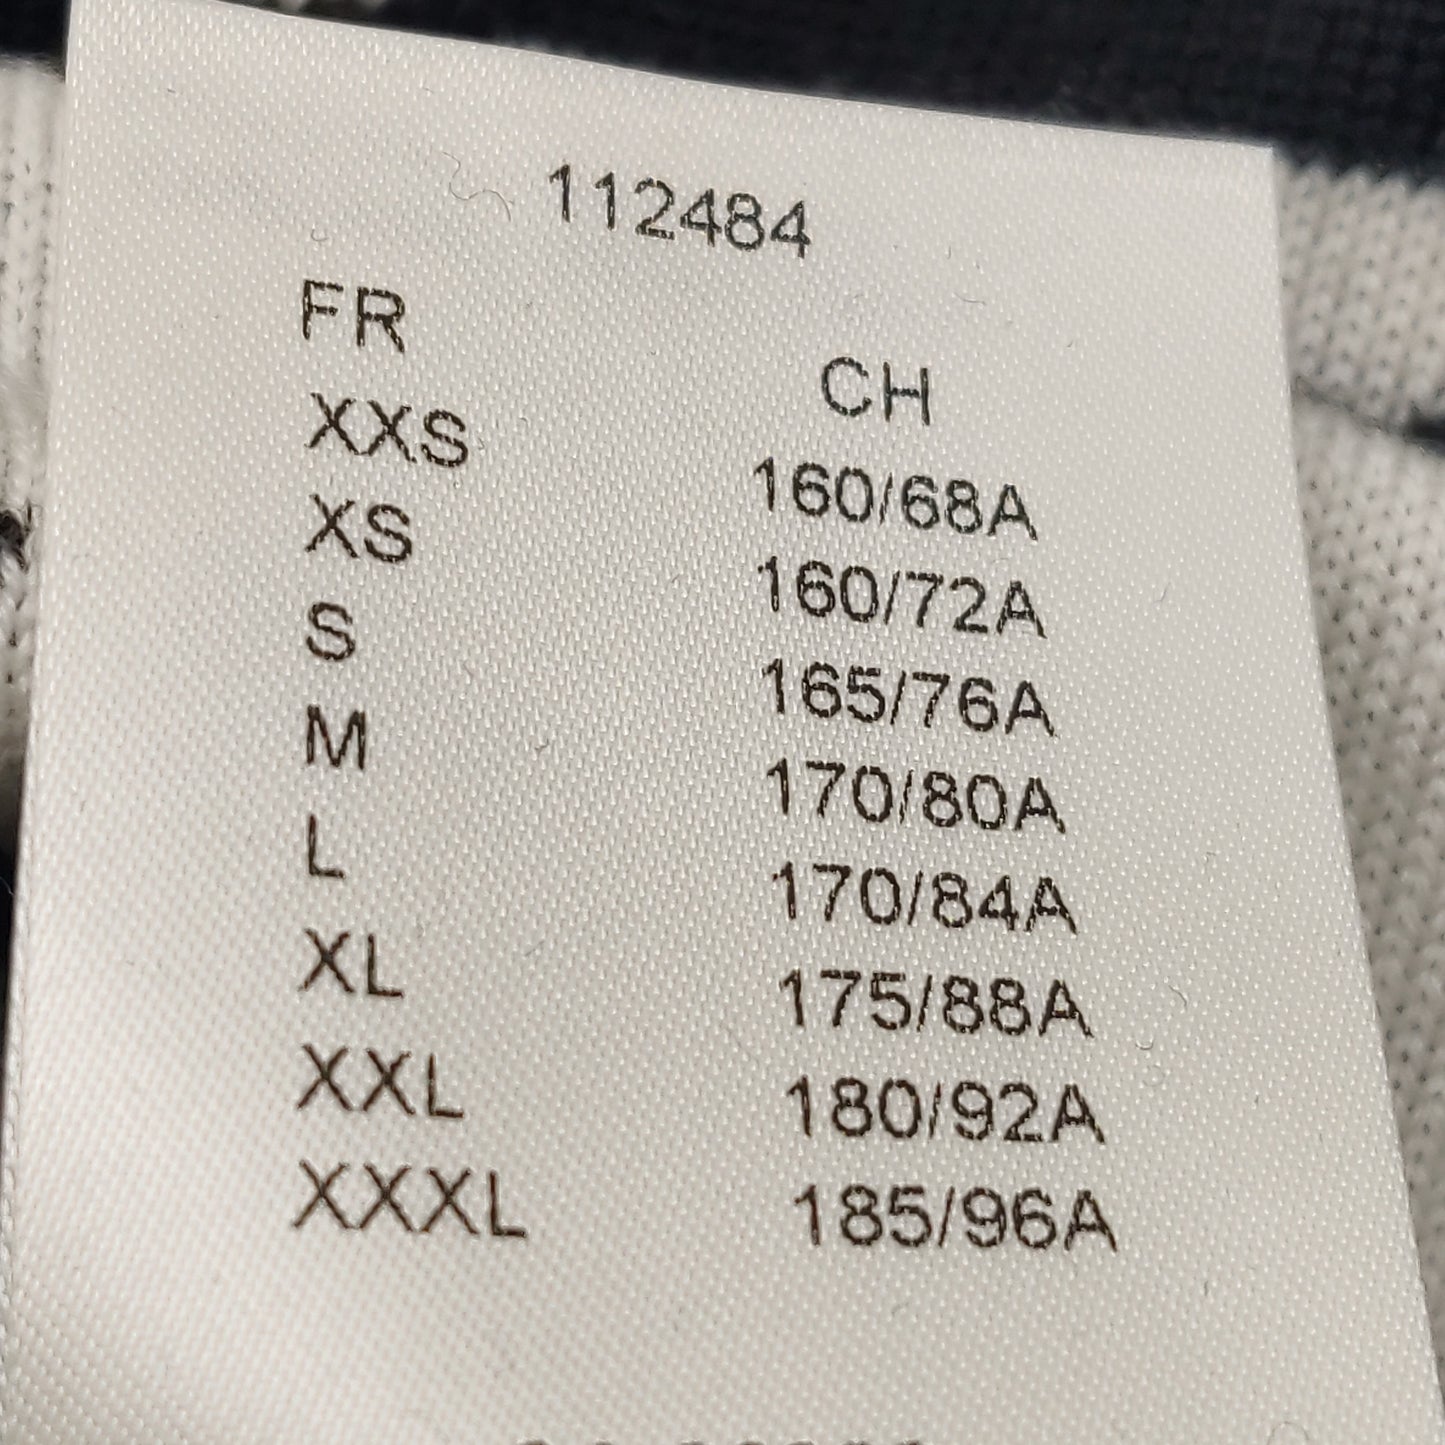 112484
FR CH
XXS 160/68A
XS 160/72A
S 165/76A
M 170/80A
L 170/84A
XL 175/88A
XXL 180/92A
XXXL 185/96A